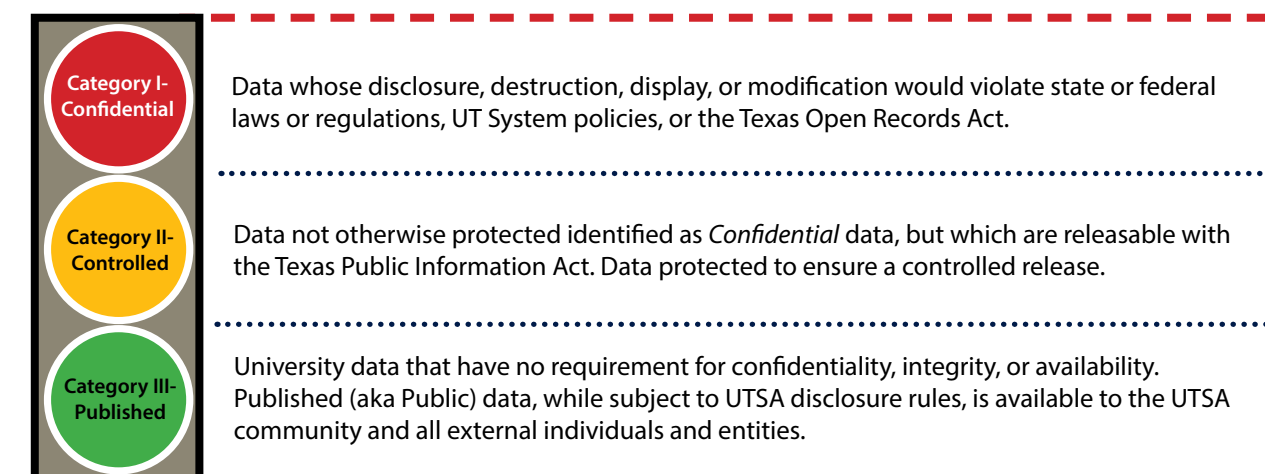 Category I-
Confidential
Data whose disclosure, destruction, display, or modification would violate state or federal
laws or regulations, UT System policies, or the Texas Open Records Act.
Category II-
Controlled
Data not otherwise protected identified as Confidential data, but which are releasable with
the Texas Public Information Act. Data protected to ensure a controlled release.
Category III-
Published
University data that have no requirement for confidentiality, integrity, or availability.
Published (aka Public) data, while subject to UTSA disclosure rules, is available to the UTSA
community and all external individuals and entities.